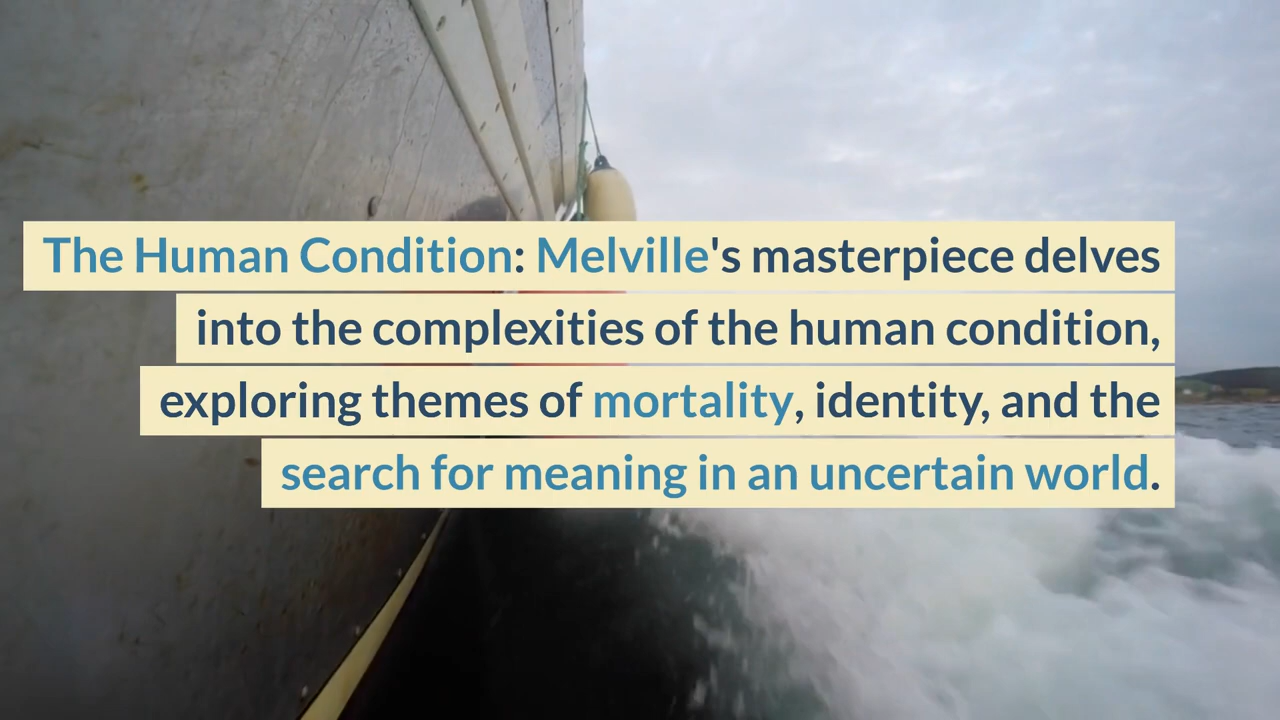 The Human Condition: Melville's masterpiece delves
into the complexities of the human condition,
exploring themes of mortality, identity, and the
search for meaning in an uncertain world.